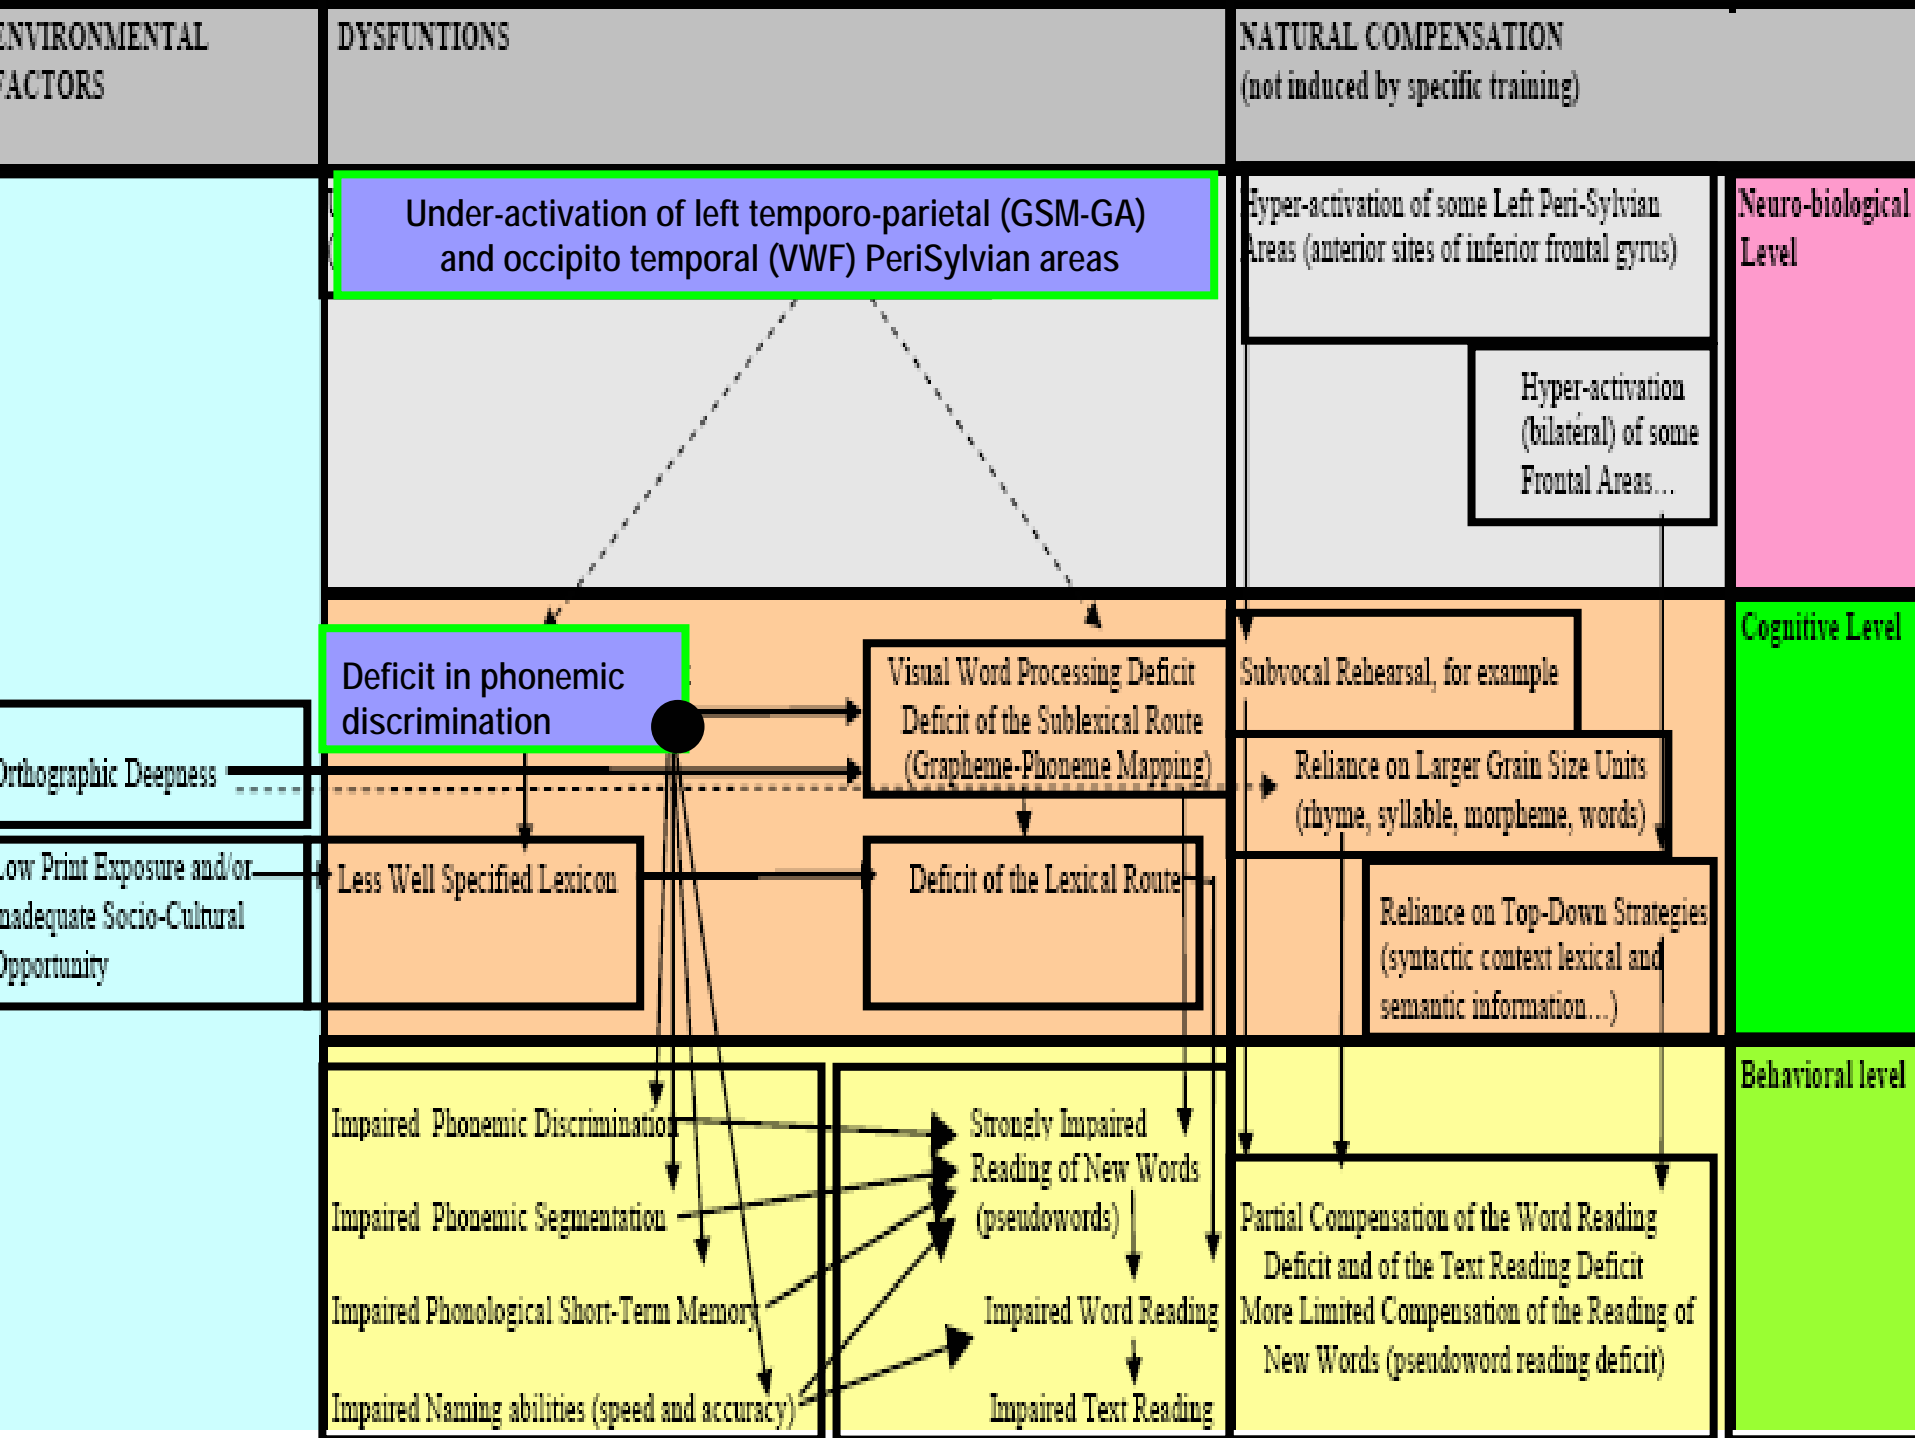 ENVIRONMENTAL
FACTORS
DYSFUNTIONS
NATURAL COMPENSATION
(not induced by specific training)
Under-activation of left temporo-parietal (GSM-GA)
and occipito temporal (VWF) PeriSylvian areas
Hyper-activation of some Left Peri-Sylvian
Areas (anterior sites of inferior frontal gyrus)
Neuro-biological
Level
Hyper-activation
(bilatéral) of some
Frontal Areas...
Cognitive Level
Deficit in phonemic
discrimination
Visual Word Processing Deficit
Deficit of the Sublexical Route
(Grapheme-Phoneme Mapping)
Subvocal Rehearsal, for example
Orthographic Deepness
Reliance on Larger Grain Size Units
(rhyme, syllable, morpheme, words)
Low Print Exposure and/or
Inadequate Socio-Cultural
Opportunity
Less Well Specified Lexicon
Deficit of the Lexical Route
Reliance on Top-Down Strategies
(syntactic context lexical and
semantic information...)
Behavioral level
Impaired Phonemic Discrimination
Impaired Phonemic Segmentation
Impaired Phonological Short-Term Memory
Impaired Naming abilities (speed and accuracy)
Strongly Impaired
Reading of New Words
(pseudowords)
Impaired Word Reading
Impaired Text Reading
Partial Compensation of the Word Reading
Deficit and of the Text Reading Deficit
More Limited Compensation of the Reading of
New Words (pseudoword reading deficit)